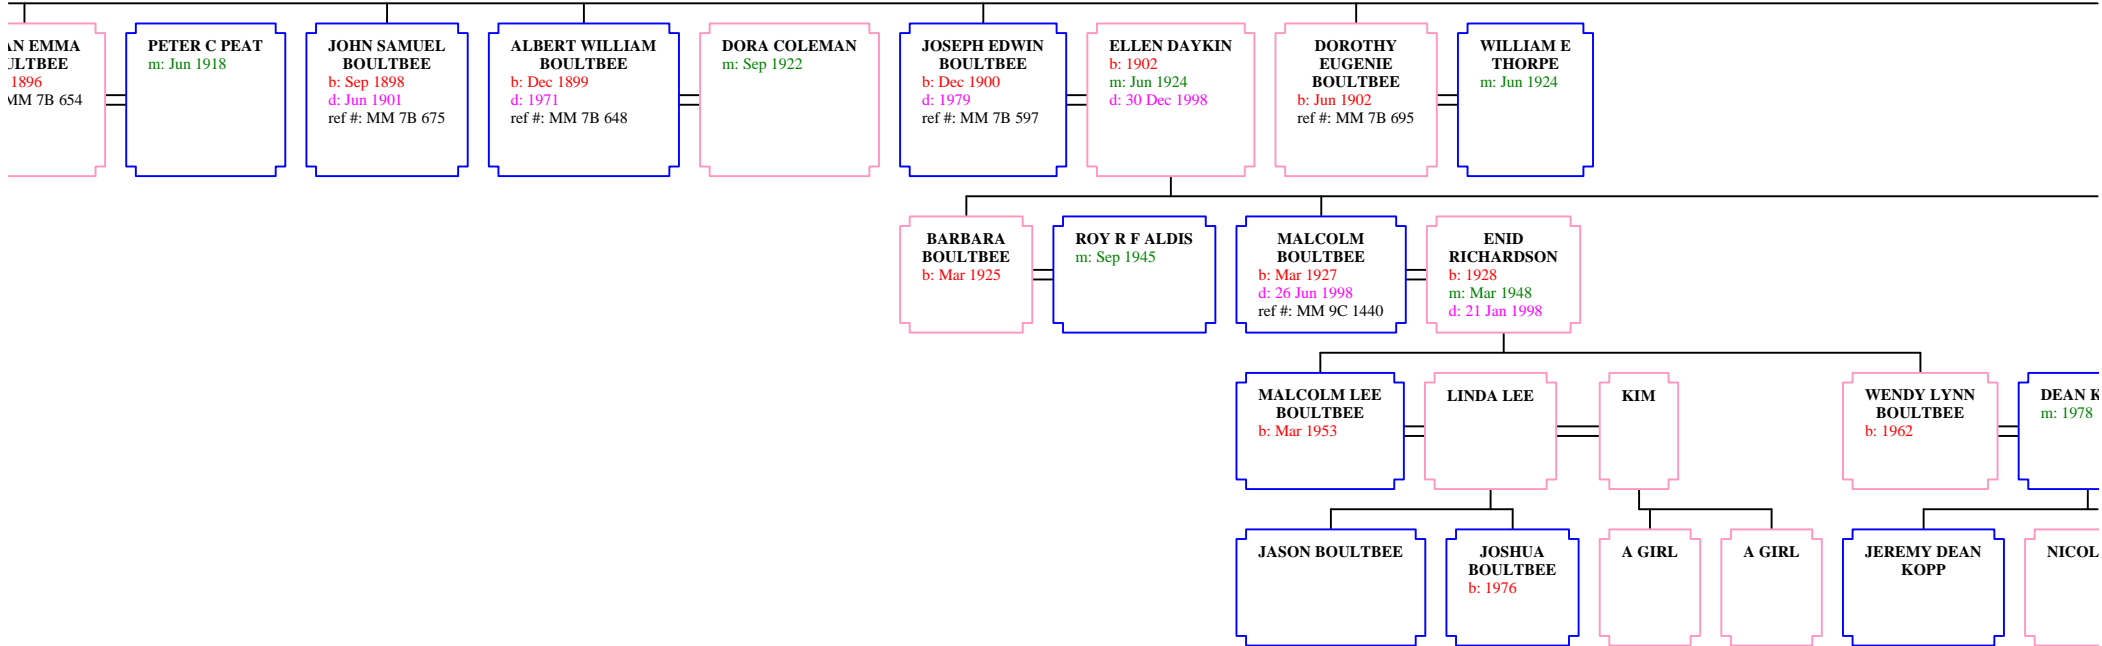 EMMA
1896
MM 7B 654
PETER C PEAT
m: Jun 1918
JOHN SAMUEL
BOULTBEE
b: Sep 1898
d: Jun 1901
ref #: MM 7B 675
ALBERT WILLIAM
BOULTBEE
b: Dec 1899
d: 1971
ref #: MM 7B 648
DORA COLEMAN
m: Sep 1922
JOSEPH EDWIN
BOULTBEE
b: Dec 1900
d: 1979
ref #: MM 7B 597
ELLEN DAYKIN
b: 1902
m: Jun 1924
d: 30 Dec 1998
DOROTHY
EUGENIE
BOULTBEE
b: Jun 1902
ref #: MM 7B 695
WILLIAM E
THORPE
m: Jun 1924
BARBARA
BOULTBEE
b: Mar 1925
ROY R F ALDIS
m: Sep 1945
MALCOLM
BOULTBEE
b: Mar 1927
d: 26 Jun 1998
ref #: MM 9C 1440
ENID
RICHARDSON
b: 1928
m: Mar 1948
d: 21 Jan 1998
MALCOLM LEE
BOULTBEE
b: Mar 1953
LINDA LEE
KIM
WENDY LYNN
BOULTBEE
b: 1962
DEAN K
m: 1978
JASON BOULTBEE
JOSHUA
BOULTBEE
b: 1976
A GIRL
A GIRL
JEREMY DEAN
KOPP
NICOL